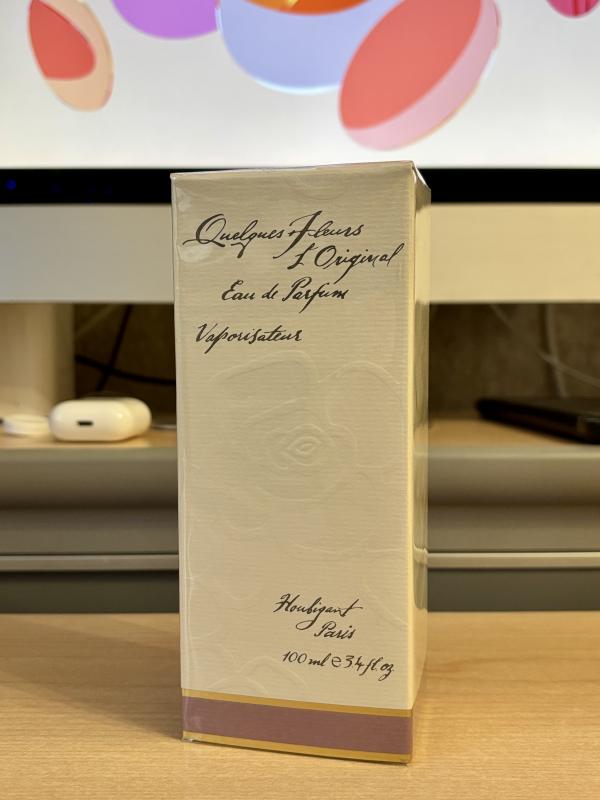 Quelques Fleurs
L'Original
Eau de Parfum
Vaporisateur
Houbigant
Paris
100 ml e 3.4 fl. oz